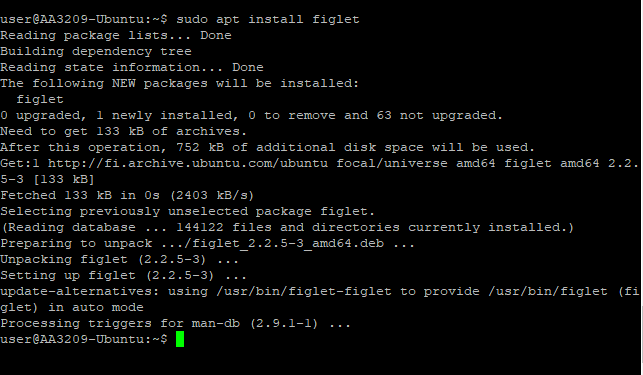 user@AA3209-Ubuntu:~$ sudo apt install figlet
Reading package lists... Done
Building dependency tree
Reading state information... Done
The following NEW packages will be installed:
  figlet
0 upgraded, 1 newly installed, 0 to remove and 63 not upgraded.
Need to get 133 kB of archives.
After this operation, 752 kB of additional disk space will be used.
Get:1 http://fi.archive.ubuntu.com/ubuntu focal/universe amd64 figlet amd64 2.2.
5-3 [133 kB]
Fetched 133 kB in 0s (2403 kB/s)
Selecting previously unselected package figlet.
(Reading database ... 144122 files and directories currently installed.)
Preparing to unpack .../figlet_2.2.5-3_amd64.deb ...
Unpacking figlet (2.2.5-3) ...
Setting up figlet (2.2.5-3) ...
update-alternatives: using /usr/bin/figlet-figlet to provide /usr/bin/figlet (fi
glet) in auto mode
Processing triggers for man-db (2.9.1-1) ...
user@AA3209-Ubuntu:~$